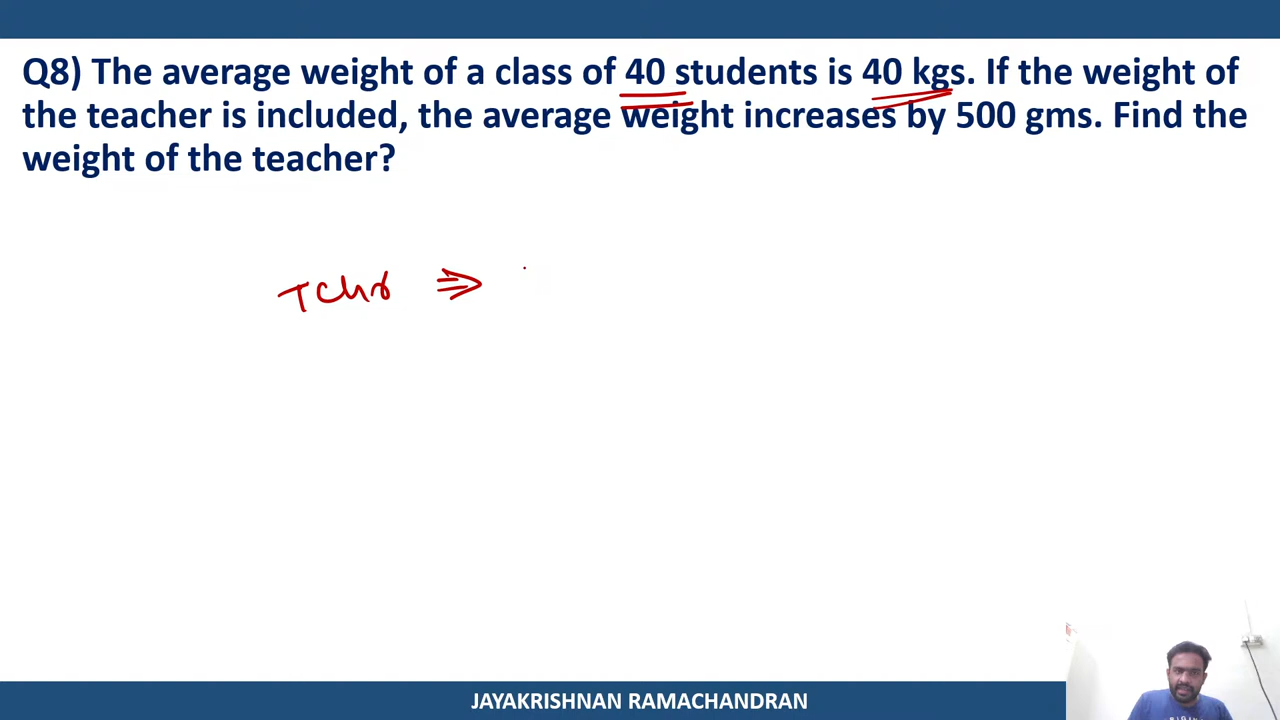 Q8) The average weight of a class of 40 students is 40 kgs. If the weight of
the teacher is included, the average weight increases by 500 gms. Find the
weight of the teacher?
Tchr ⇒
JAYAKRISHNAN RAMACHANDRAN